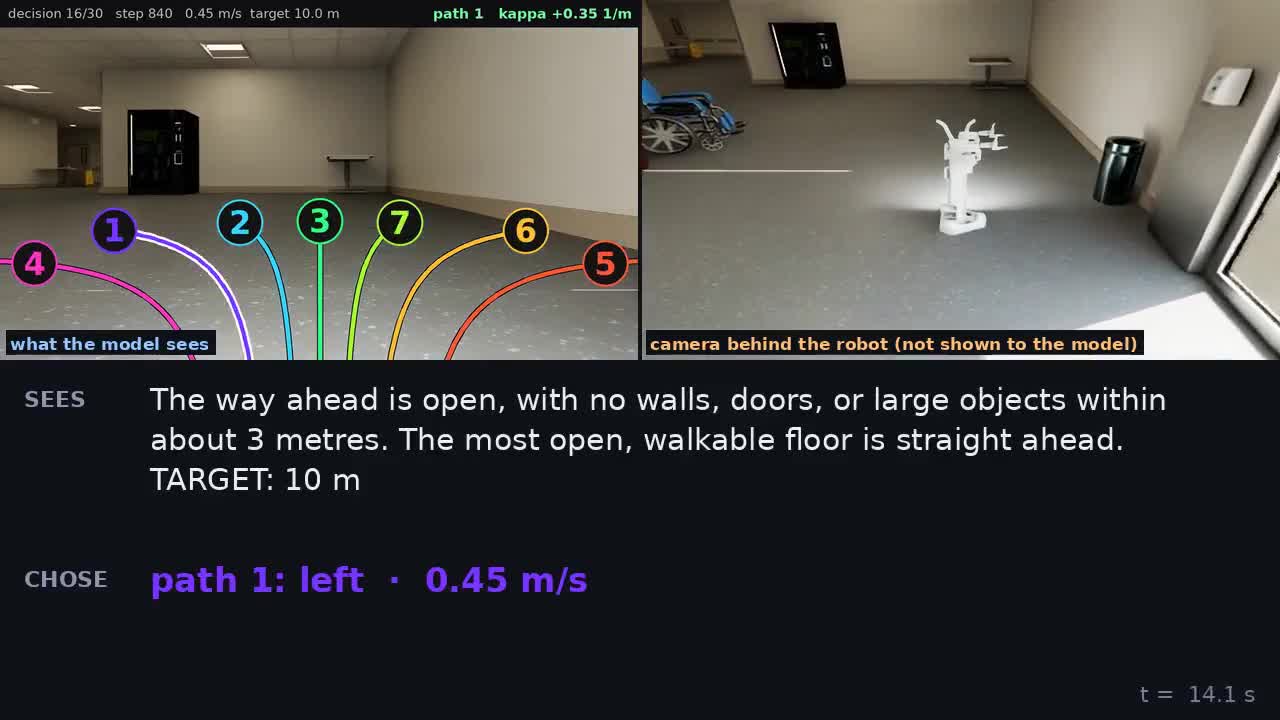 decision 16/30 step 840 0.45 m/s target 10.0 m path 1 kappa +0.35 1/m
1
2
3
7
6
4
5
what the model sees
camera behind the robot (not shown to the model)
SEES
The way ahead is open, with no walls, doors, or large objects within
about 3 metres. The most open, walkable floor is straight ahead.
TARGET: 10 m
CHOSE
path 1: left · 0.45 m/s
t = 14.1 s